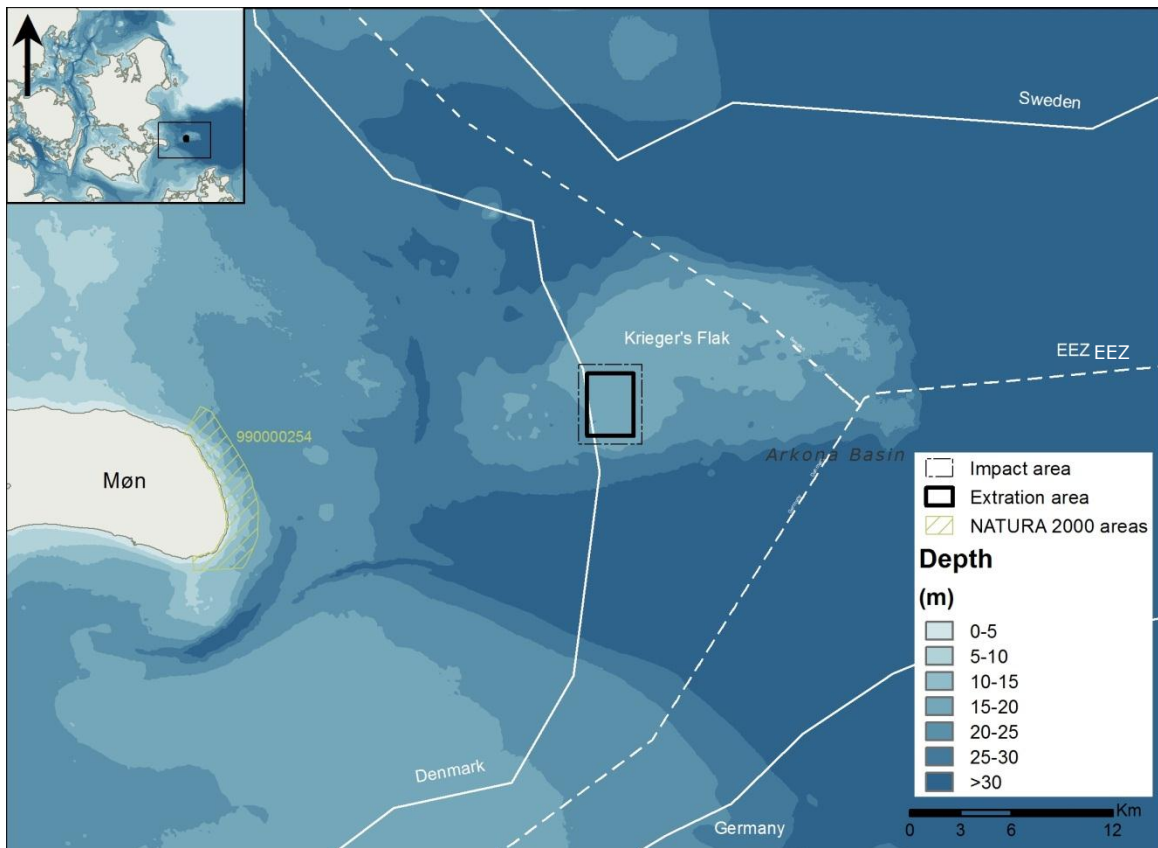 Sweden
Krieger's Flak
EEZ EEZ
990000254
Arkona Basin
Møn
Impact area
Extration area
NATURA 2000 areas
Depth
(m)
0-5
5-10
10-15
15-20
20-25
25-30
>30
Denmark
Germany
Km
0 3 6 12